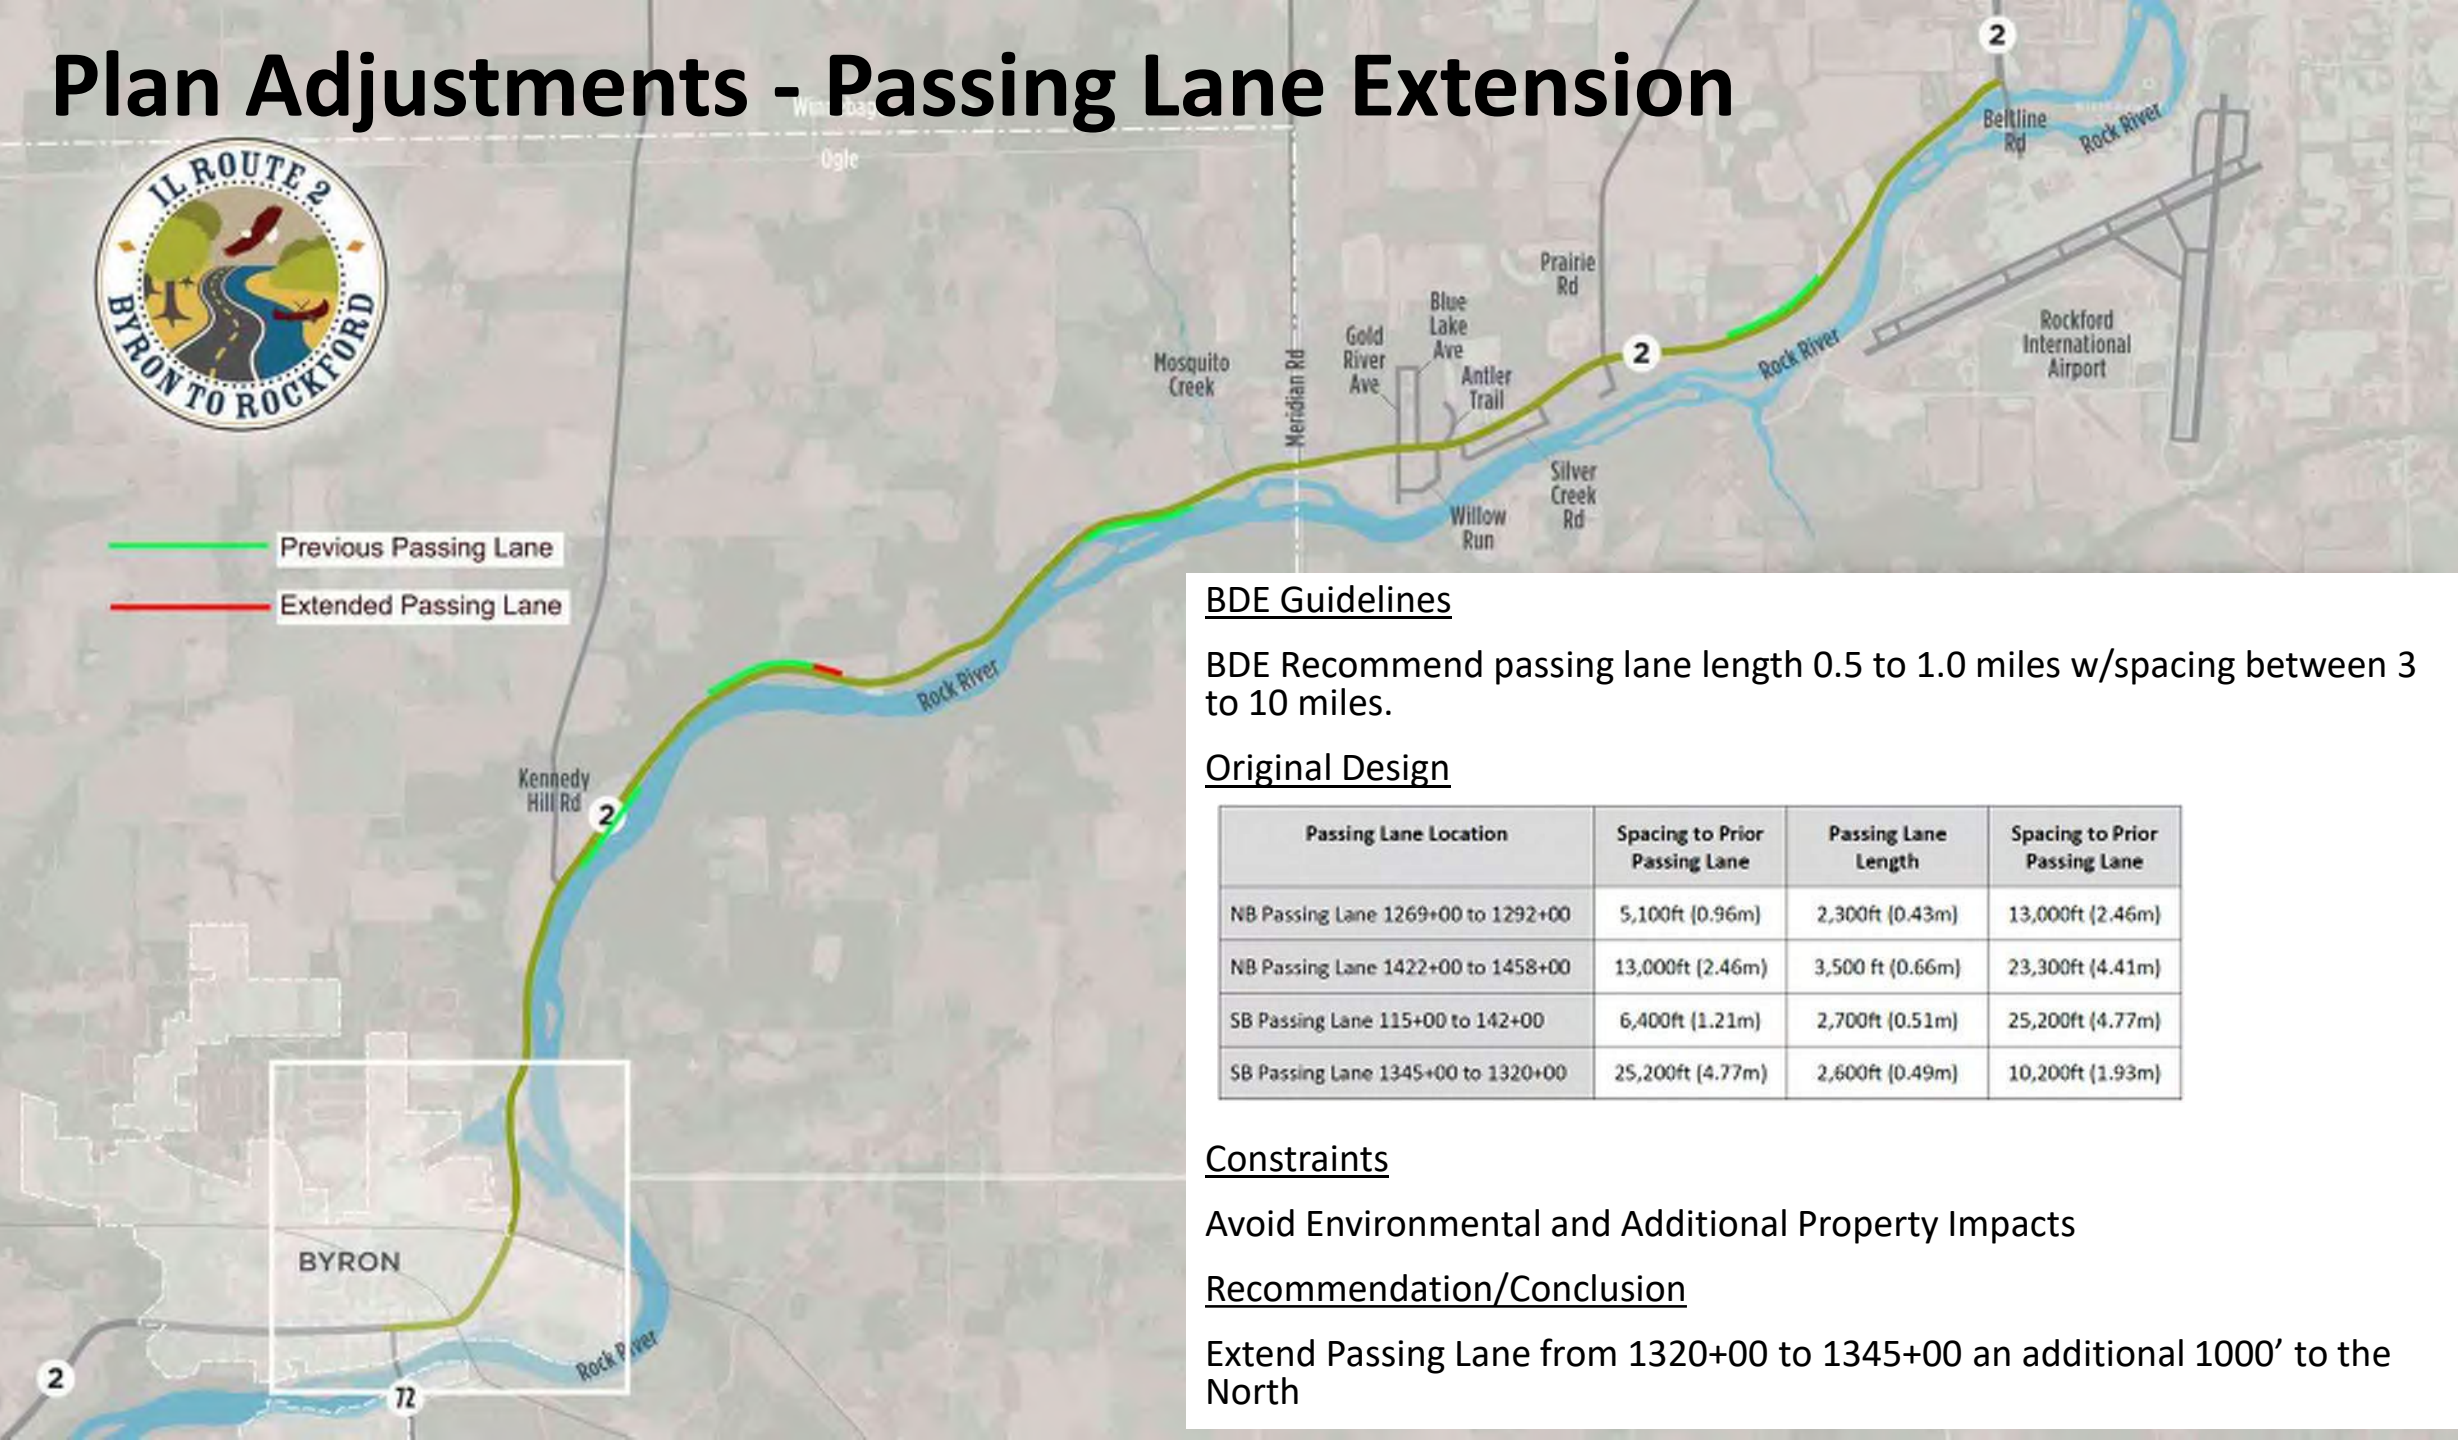 Plan Adjustments - Passing Lane Extension
Winnebago
Ogle
IL ROUTE 2
BYRON TO ROCKFORD
Previous Passing Lane
Extended Passing Lane
2
Beltline
Rd
Rock River
Prairie
Rd
Blue
Lake
Ave
Gold
River
Ave
Antler
Trail
2
Rock River
Rockford
International
Airport
Mosquito
Creek
Meridian Rd
Silver
Creek
Rd
Willow
Run
Rock River
Kennedy
Hill Rd
2
BYRON
Rock River
2
72
BDE Guidelines
BDE Recommend passing lane length 0.5 to 1.0 miles w/spacing between 3
to 10 miles.
Original Design
Passing Lane Location
Spacing to Prior
Passing Lane
Passing Lane
Length
Spacing to Prior
Passing Lane
NB Passing Lane 1269+00 to 1292+00 5,100ft (0.96m) 2,300ft (0.43m) 13,000ft (2.46m)
NB Passing Lane 1422+00 to 1458+00 13,000ft (2.46m) 3,500 ft (0.66m) 23,300ft (4.41m)
SB Passing Lane 115+00 to 142+00 6,400ft (1.21m) 2,700ft (0.51m) 25,200ft (4.77m)
SB Passing Lane 1345+00 to 1320+00 25,200ft (4.77m) 2,600ft (0.49m) 10,200ft (1.93m)
Constraints
Avoid Environmental and Additional Property Impacts
Recommendation/Conclusion
Extend Passing Lane from 1320+00 to 1345+00 an additional 1000’ to the
North